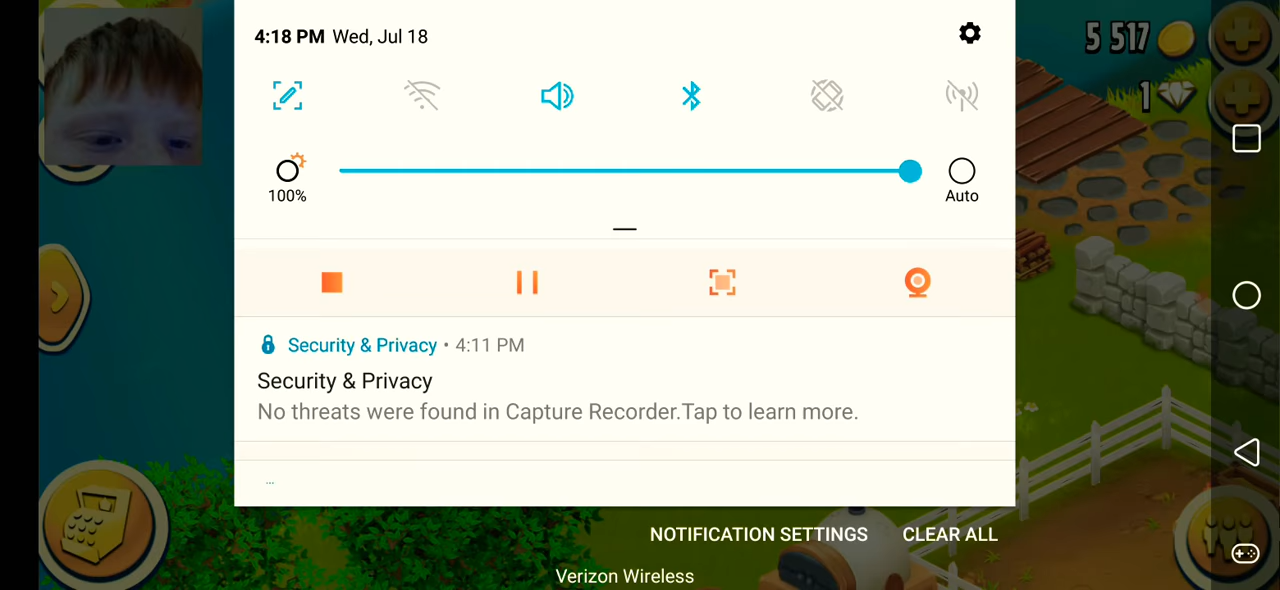 4:18 PM Wed, Jul 18
5 517
1
100%
Auto
Security & Privacy • 4:11 PM
Security & Privacy
No threats were found in Capture Recorder.Tap to learn more.
...
NOTIFICATION SETTINGS CLEAR ALL
Verizon Wireless